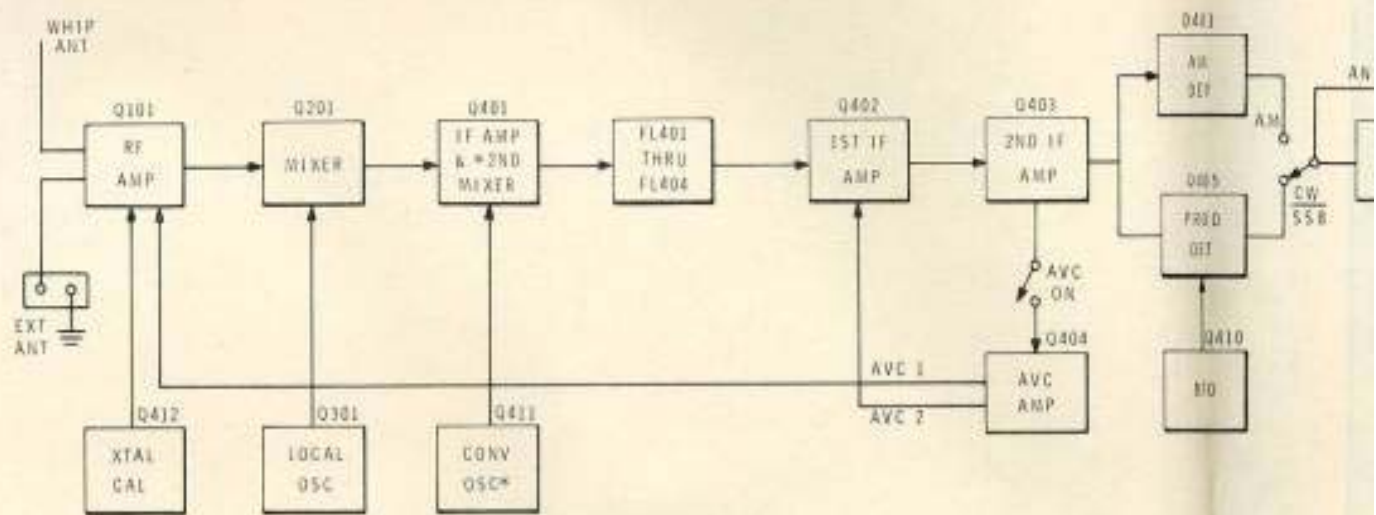 WHIP
ANT
Q101
RF
AMP
Q201
MIXER
Q401
IF AMP
& *2ND
MIXER
FL401
THRU
FL404
Q402
1ST IF
AMP
Q403
2ND IF
AMP
AM
DET
AM
CW
SSB
AN
Q405
PROD
DET
EXT
ANT
AVC
ON
Q404
AVC
AMP
AVC 1
AVC 2
Q410
BFO
Q412
XTAL
CAL
Q301
LOCAL
OSC
Q411
CONV
OSC*